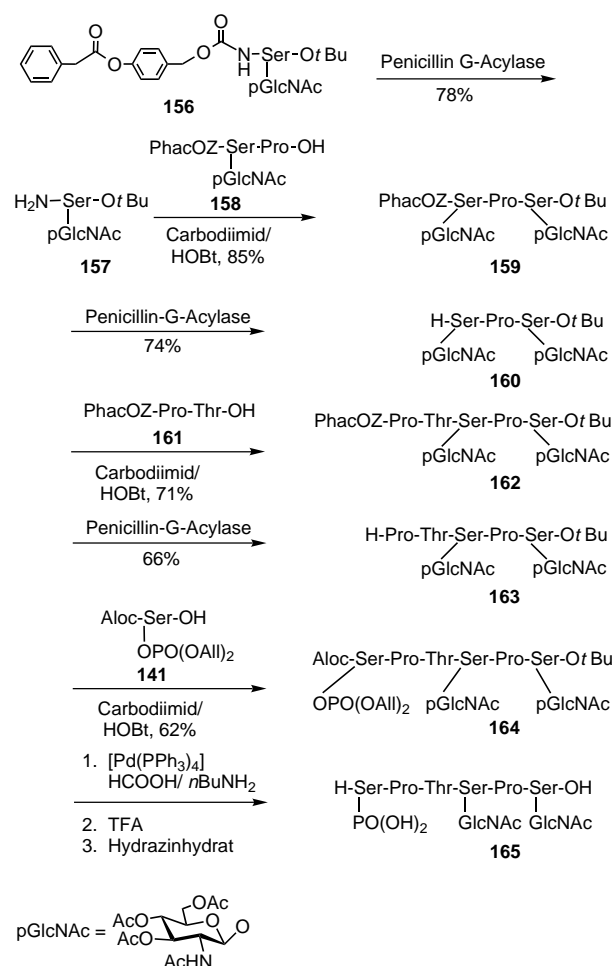 O
O
O
O
N
H
Ser-OtBu
pGlcNAc
156
Penicillin G-Acylase
78%
PhacOZ-Ser-Pro-OH
pGlcNAc
158
H2N
Ser-OtBu
pGlcNAc
157
Carbodiimid/
HOBt, 85%
PhacOZ-Ser-Pro-Ser-OtBu
pGlcNAc pGlcNAc
159
Penicillin-G-Acylase
74%
H-Ser-Pro-Ser-OtBu
pGlcNAc pGlcNAc
160
PhacOZ-Pro-Thr-OH
161
Carbodiimid/
HOBt, 71%
PhacOZ-Pro-Thr-Ser-Pro-Ser-OtBu
pGlcNAc pGlcNAc
162
Penicillin-G-Acylase
66%
H-Pro-Thr-Ser-Pro-Ser-OtBu
pGlcNAc pGlcNAc
163
Aloc-Ser-OH
OPO(OAll)2
141
Carbodiimid/
HOBt, 62%
Aloc-Ser-Pro-Thr-Ser-Pro-Ser-OtBu
OPO(OAll)2 pGlcNAc pGlcNAc
164
1. [Pd(PPh3)4]
HCOOH/ nBuNH2
2. TFA
3. Hydrazinhydrat
H-Ser-Pro-Thr-Ser-Pro-Ser-OH
PO(OH)2 GlcNAc GlcNAc
165
pGlcNAc =
OAc
AcO
O
O
AcO
AcHN